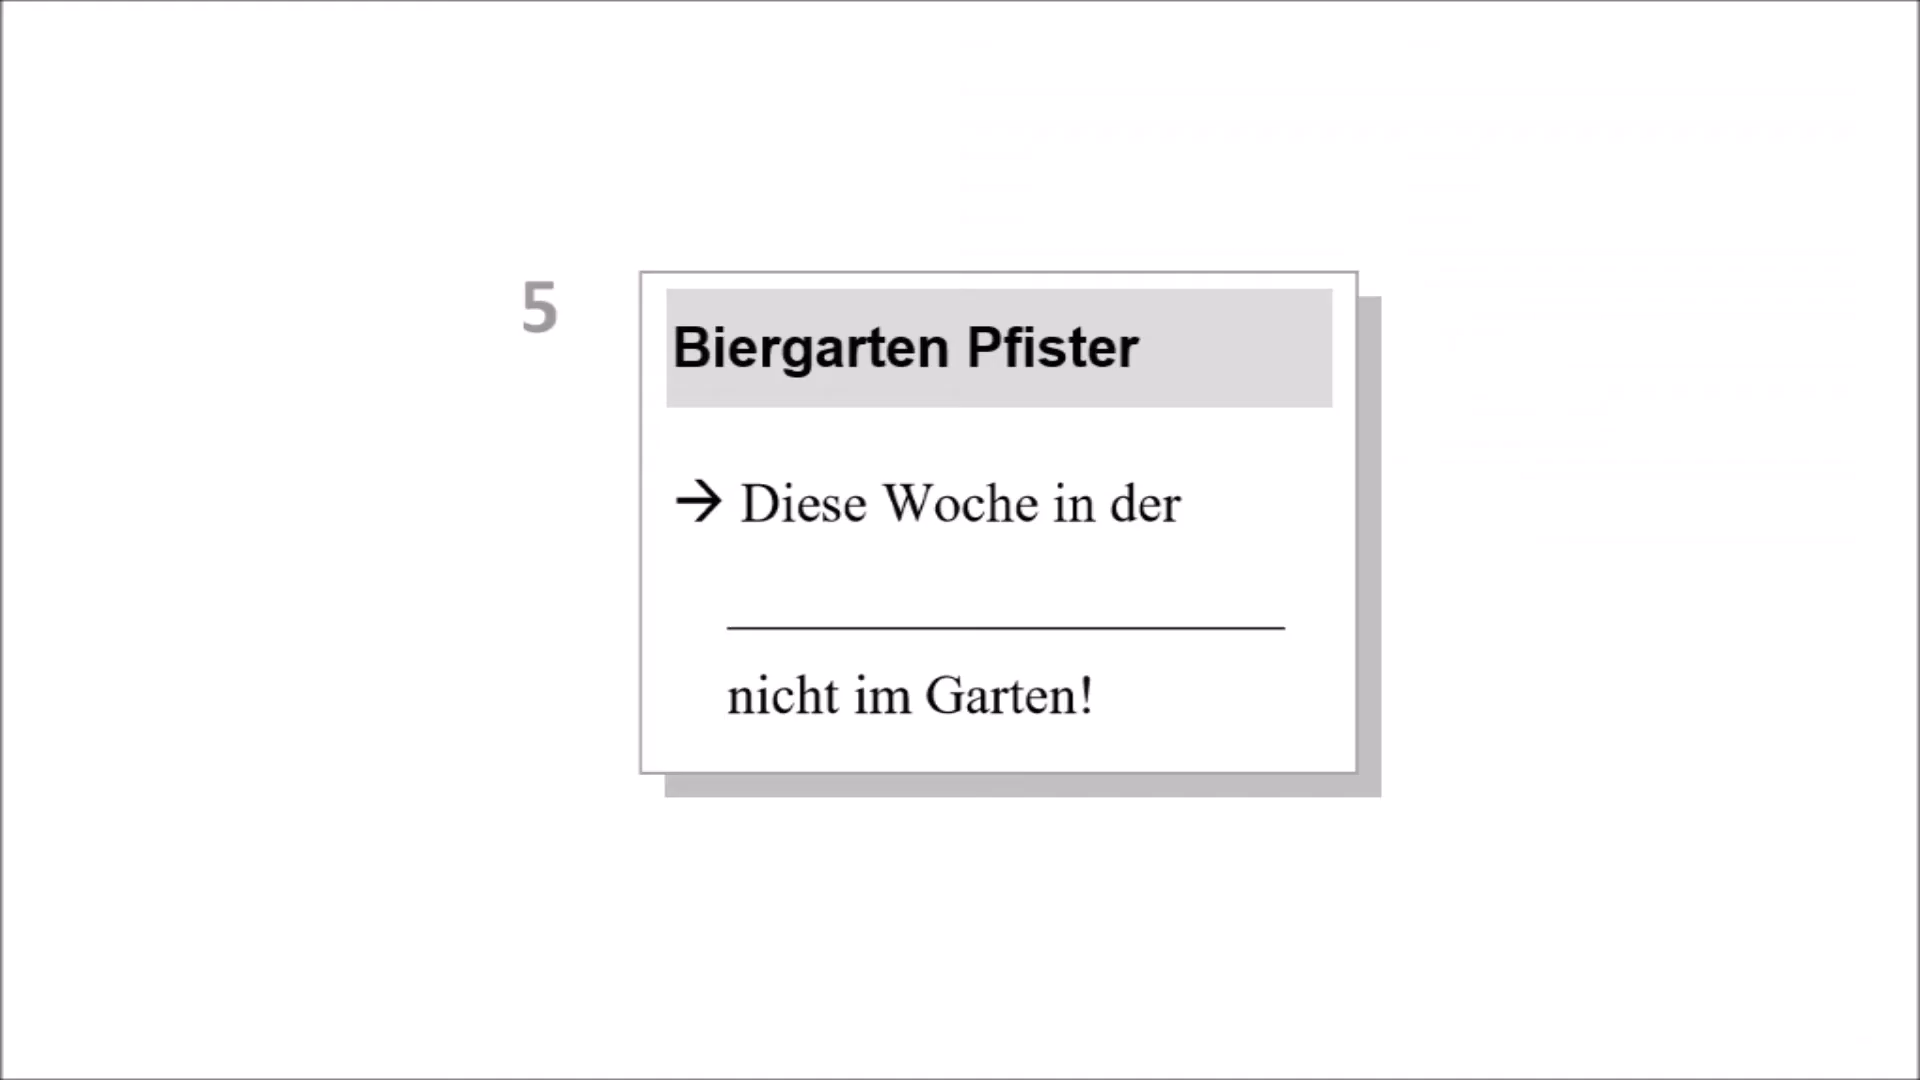 5
Biergarten Pfister
→ Diese Woche in der
nicht im Garten!